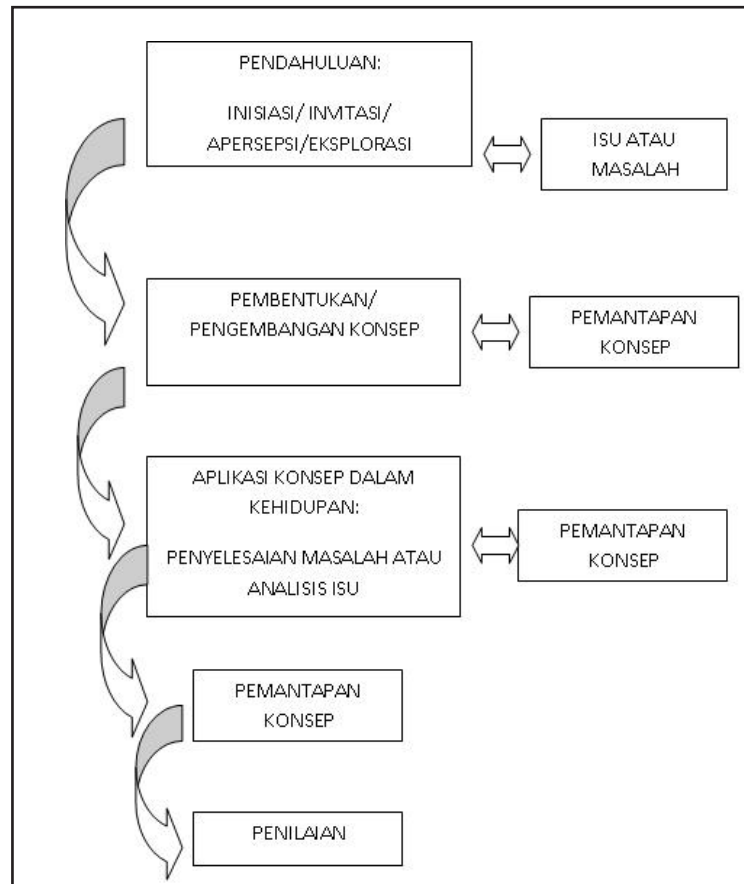 PENDAHULUAN:
INISIASI/ INVITASI/
APERSEPSI/EKSPLORASI
ISU ATAU
MASALAH
PEMBENTUKAN/
PENGEMBANGAN KONSEP
PEMANTAPAN
KONSEP
APLIKASI KONSEP DALAM
KEHIDUPAN:
PENYELESAIAN MASALAH ATAU
ANALISIS ISU
PEMANTAPAN
KONSEP
PEMANTAPAN
KONSEP
PENILAIAN